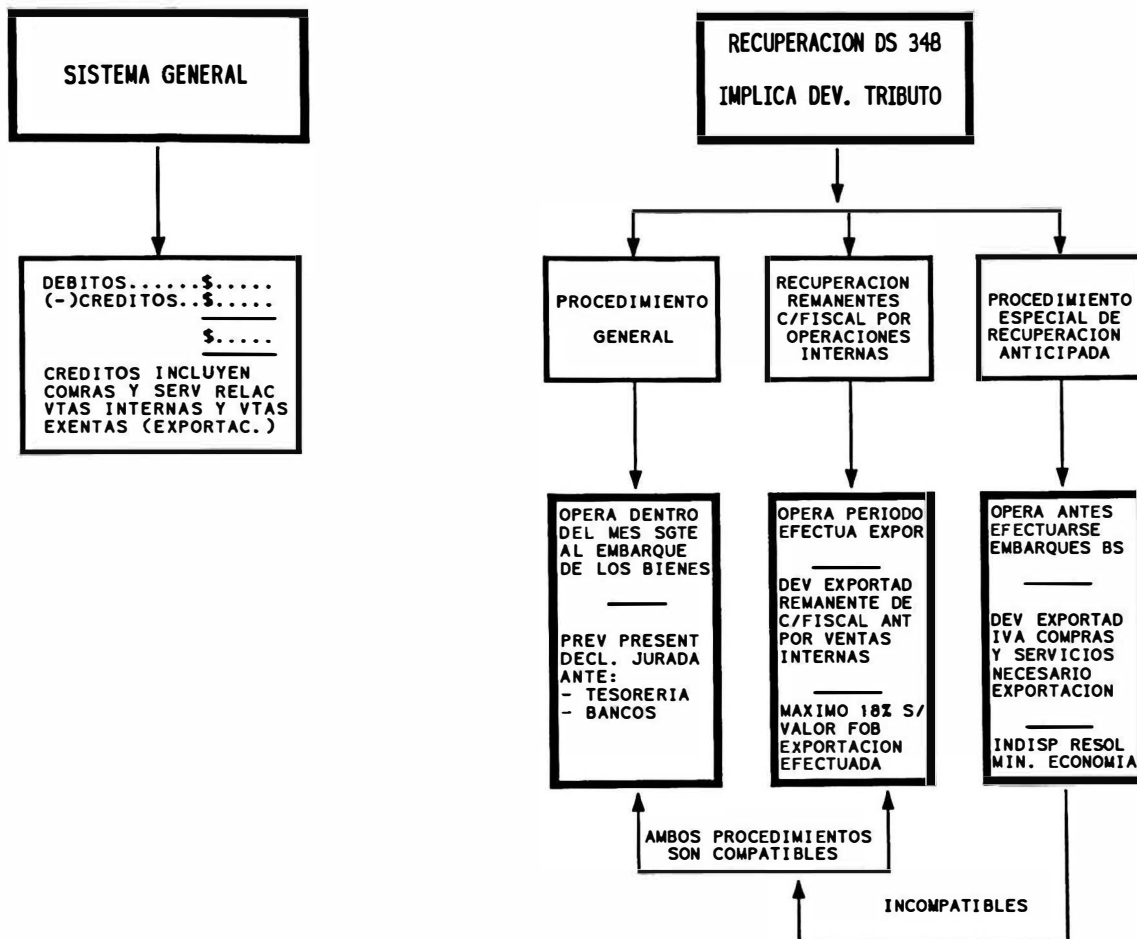 SISTEMA GENERAL
DEBITOS......$.....
(-)CREDITOS..$.....
$.....
CREDITOS INCLUYEN
COMRAS Y SERV RELAC
VTAS INTERNAS Y VTAS
EXENTAS (EXPORTAC.)
RECUPERACION DS 348
IMPLICA DEV. TRIBUTO
PROCEDIMIENTO
GENERAL
RECUPERACION
REMANENTES
C/FISCAL POR
OPERACIONES
INTERNAS
PROCEDIMIENTO
ESPECIAL DE
RECUPERACION
ANTICIPADA
OPERA DENTRO
DEL MES SGTE
AL EMBARQUE
DE LOS BIENES
PREV PRESENT
DECL. JURADA
ANTE:
- TESORERIA
- BANCOS
OPERA PERIODO
EFECTUA EXPOR
DEV EXPORTAD
REMANENTE DE
C/FISCAL ANT
POR VENTAS
INTERNAS
MAXIMO 18% S/
VALOR FOB
EXPORTACION
EFECTUADA
OPERA ANTES
EFECTUARSE
EMBARQUES BS
DEV EXPORTAD
IVA COMPRAS
Y SERVICIOS
NECESARIO
EXPORTACION
INDISP RESOL
MIN. ECONOMIA
AMBOS PROCEDIMIENTOS
SON COMPATIBLES
INCOMPATIBLES